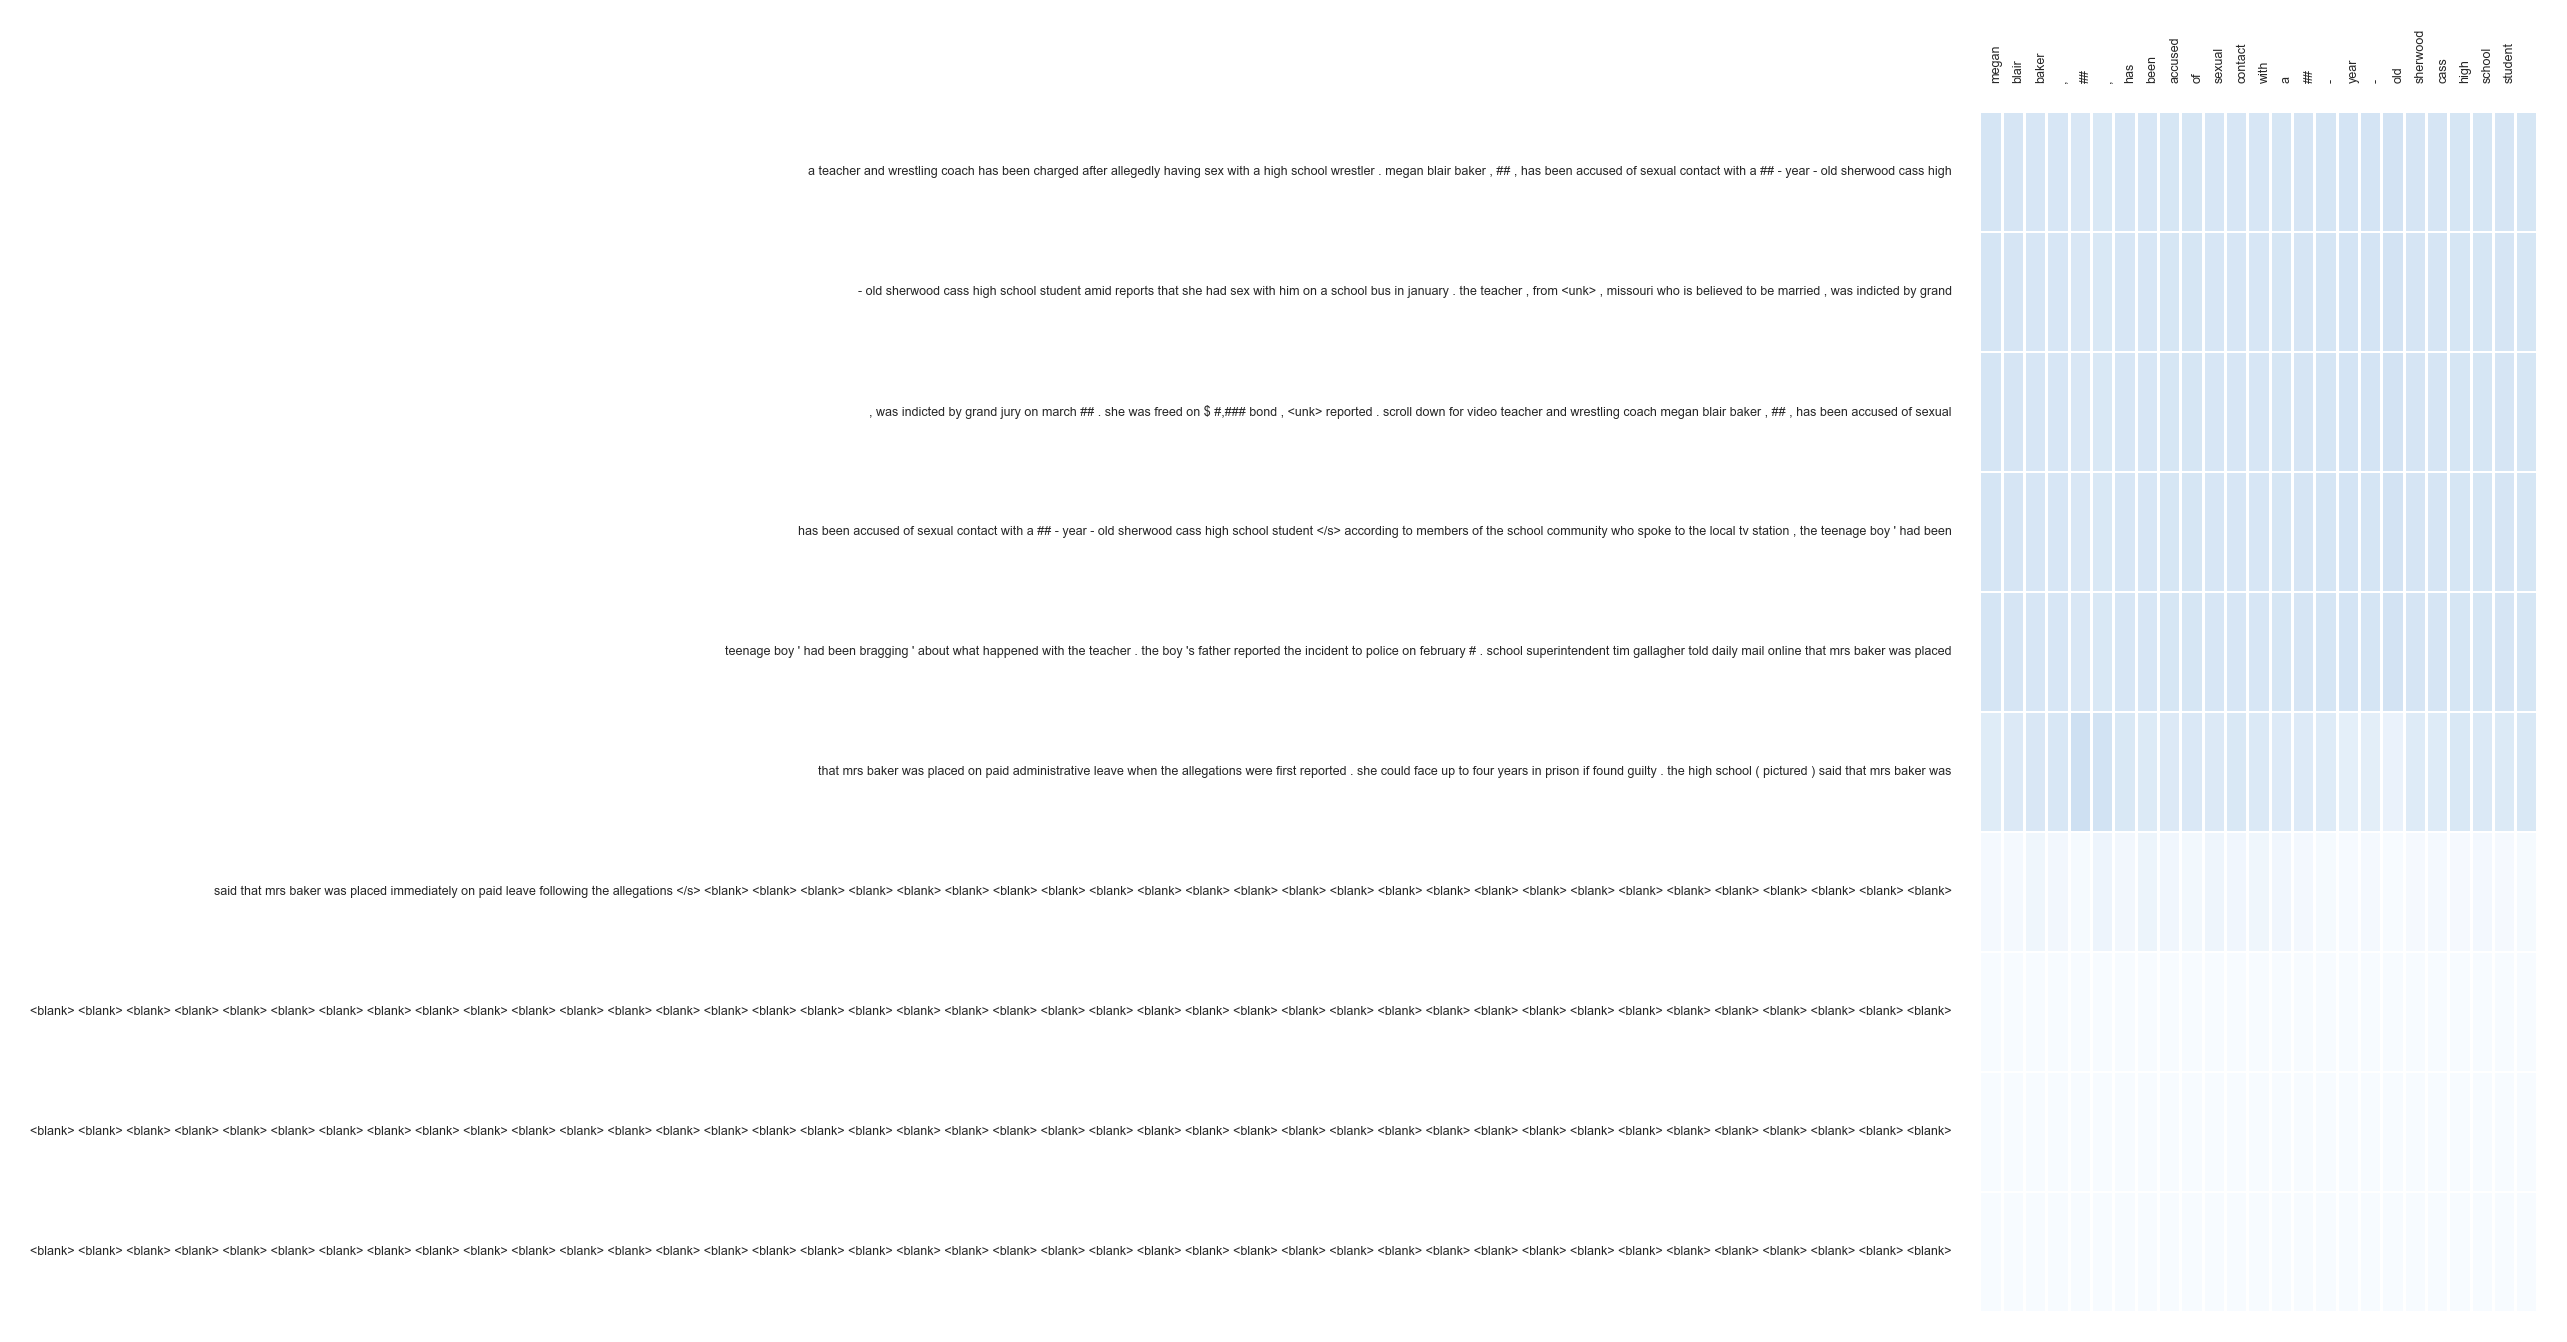 megan blair baker , ## , has been accused of sexual contact with a ## - year - old sherwood cass high school student
a teacher and wrestling coach has been charged after allegedly having sex with a high school wrestler . megan blair baker , ## , has been accused of sexual contact with a ## - year - old sherwood cass high
- old sherwood cass high school student amid reports that she had sex with him on a school bus in january . the teacher , from <unk> , missouri who is believed to be married , was indicted by grand
, was indicted by grand jury on march ## . she was freed on $ #,### bond , <unk> reported . scroll down for video teacher and wrestling coach megan blair baker , ## , has been accused of sexual
has been accused of sexual contact with a ## - year - old sherwood cass high school student </s> according to members of the school community who spoke to the local tv station , the teenage boy ' had been
teenage boy ' had been bragging ' about what happened with the teacher . the boy 's father reported the incident to police on february # . school superintendent tim gallagher told daily mail online that mrs baker was placed
that mrs baker was placed on paid administrative leave when the allegations were first reported . she could face up to four years in prison if found guilty . the high school ( pictured ) said that mrs baker was
said that mrs baker was placed immediately on paid leave following the allegations </s> <blank> <blank> <blank> <blank> <blank> <blank> <blank> <blank> <blank> <blank> <blank> <blank> <blank> <blank> <blank> <blank> <blank> <blank> <blank> <blank> <blank> <blank> <blank> <blank> <blank> <blank>
<blank> <blank> <blank> <blank> <blank> <blank> <blank> <blank> <blank> <blank> <blank> <blank> <blank> <blank> <blank> <blank> <blank> <blank> <blank> <blank> <blank> <blank> <blank> <blank> <blank> <blank> <blank> <blank> <blank> <blank> <blank> <blank> <blank> <blank> <blank> <blank> <blank> <blank> <blank> <blank>
<blank> <blank> <blank> <blank> <blank> <blank> <blank> <blank> <blank> <blank> <blank> <blank> <blank> <blank> <blank> <blank> <blank> <blank> <blank> <blank> <blank> <blank> <blank> <blank> <blank> <blank> <blank> <blank> <blank> <blank> <blank> <blank> <blank> <blank> <blank> <blank> <blank> <blank> <blank> <blank>
<blank> <blank> <blank> <blank> <blank> <blank> <blank> <blank> <blank> <blank> <blank> <blank> <blank> <blank> <blank> <blank> <blank> <blank> <blank> <blank> <blank> <blank> <blank> <blank> <blank> <blank> <blank> <blank> <blank> <blank> <blank> <blank> <blank> <blank> <blank> <blank> <blank> <blank> <blank> <blank>